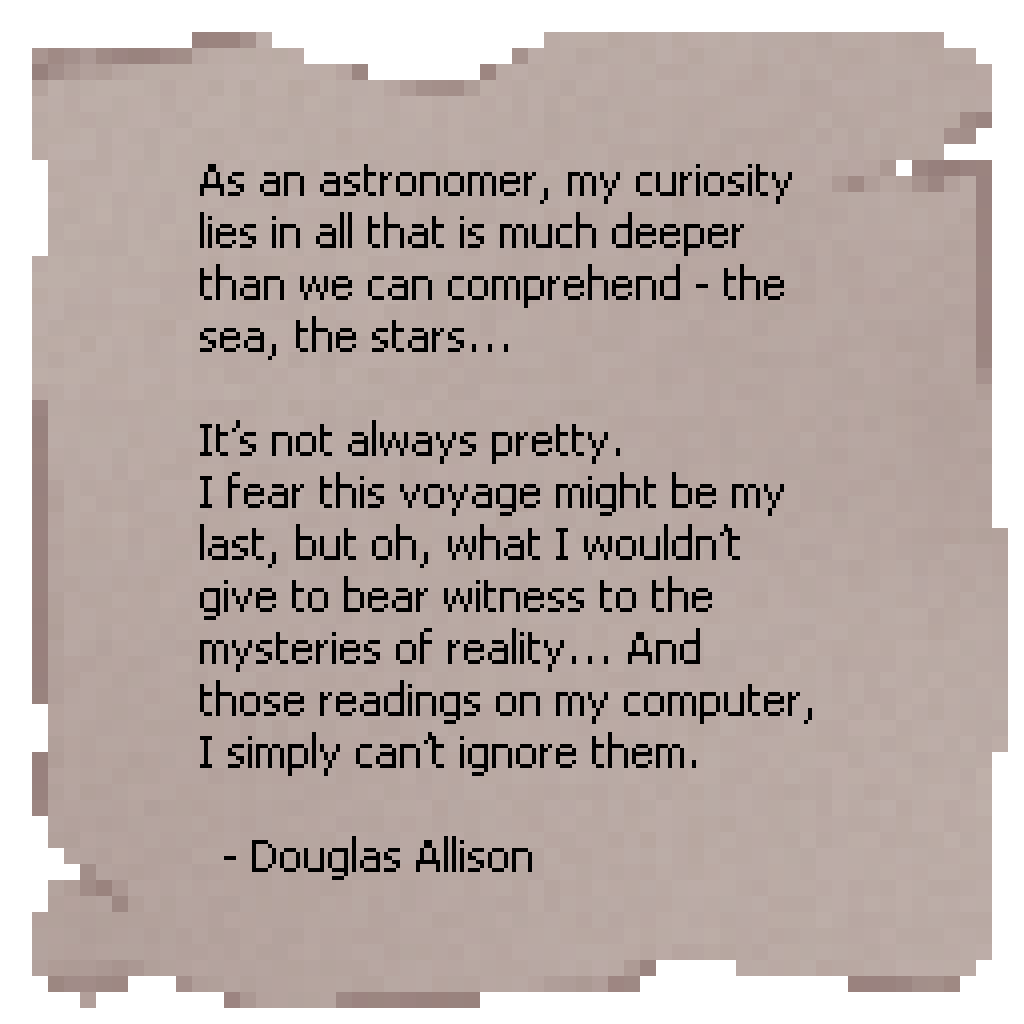 As an astronomer, my curiosity
lies in all that is much deeper
than we can comprehend - the
sea, the stars...
It's not always pretty.
I fear this voyage might be my
last, but oh, what I wouldn't
give to bear witness to the
mysteries of reality... And
those readings on my computer,
I simply can't ignore them.
- Douglas Allison